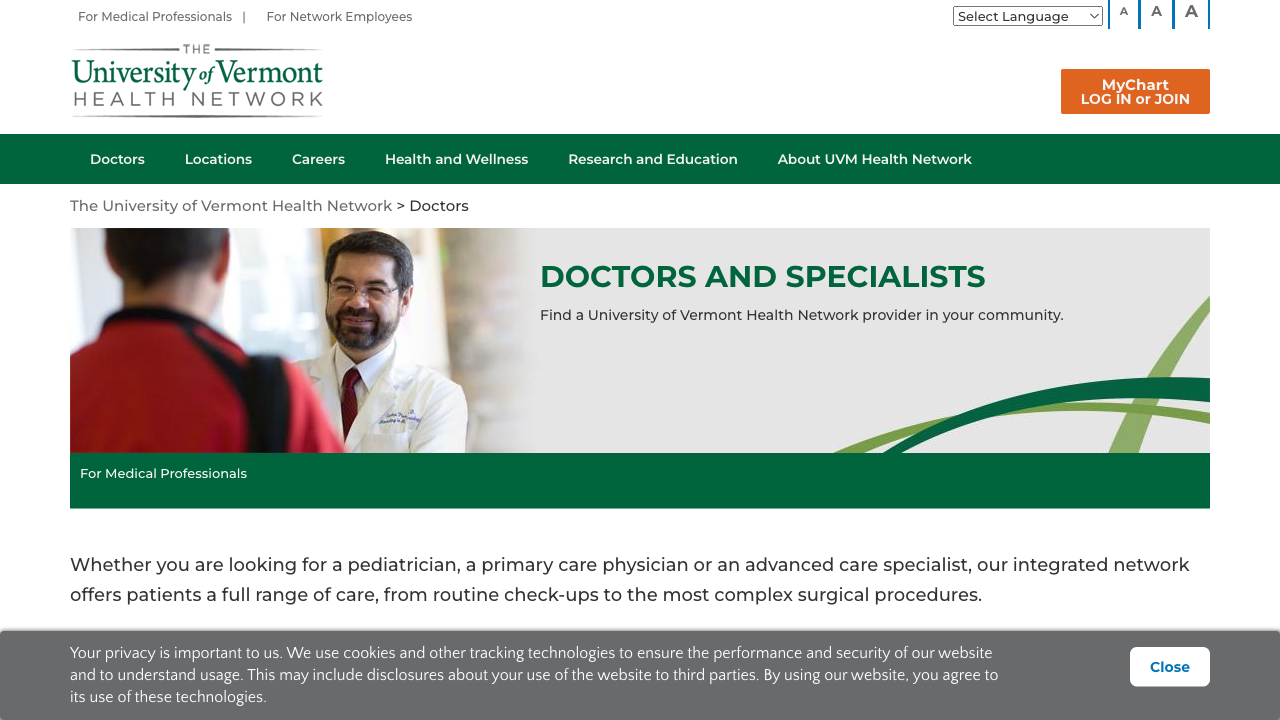 For Medical Professionals | For Network Employees
Select Language
A A A
THE
University of Vermont
HEALTH NETWORK
MyChart
LOG IN or JOIN
Doctors Locations Careers Health and Wellness Research and Education About UVM Health Network
The University of Vermont Health Network > Doctors
DOCTORS AND SPECIALISTS
Find a University of Vermont Health Network provider in your community.
For Medical Professionals
Whether you are looking for a pediatrician, a primary care physician or an advanced care specialist, our integrated network
offers patients a full range of care, from routine check-ups to the most complex surgical procedures.
Your privacy is important to us. We use cookies and other tracking technologies to ensure the performance and security of our website
and to understand usage. This may include disclosures about your use of the website to third parties. By using our website, you agree to
its use of these technologies.
Close